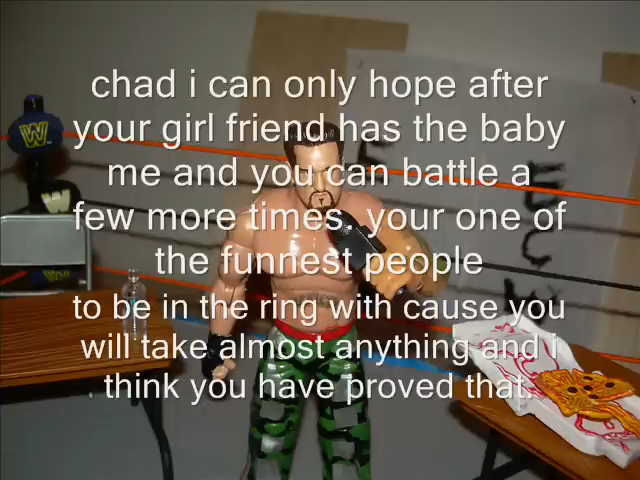 chad i can only hope after
your girl friend has the baby
me and you can battle a
few more times. your one of
the funnest people
to be in the ring with cause you
will take almost anything and i
think you have proved that.
W